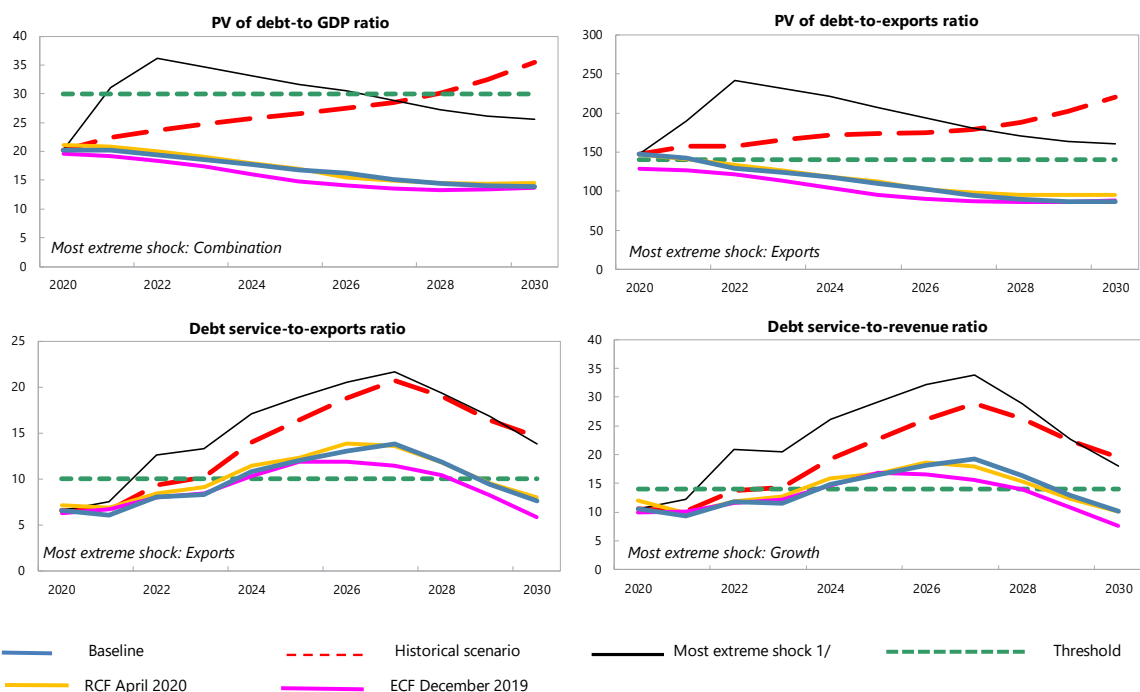 PV of debt-to GDP ratio
40
35
30
25
20
15
10
5
0
Most extreme shock: Combination
2020 2022 2024 2026 2028 2030
PV of debt-to-exports ratio
300
250
200
150
100
50
0
Most extreme shock: Exports
2020 2022 2024 2026 2028 2030
Debt service-to-exports ratio
25
20
15
10
5
0
Most extreme shock: Exports
2020 2022 2024 2026 2028 2030
Debt service-to-revenue ratio
40
35
30
25
20
15
10
5
0
Most extreme shock: Growth
2020 2022 2024 2026 2028 2030
Baseline Historical scenario Most extreme shock 1/ Threshold
RCF April 2020 ECF December 2019